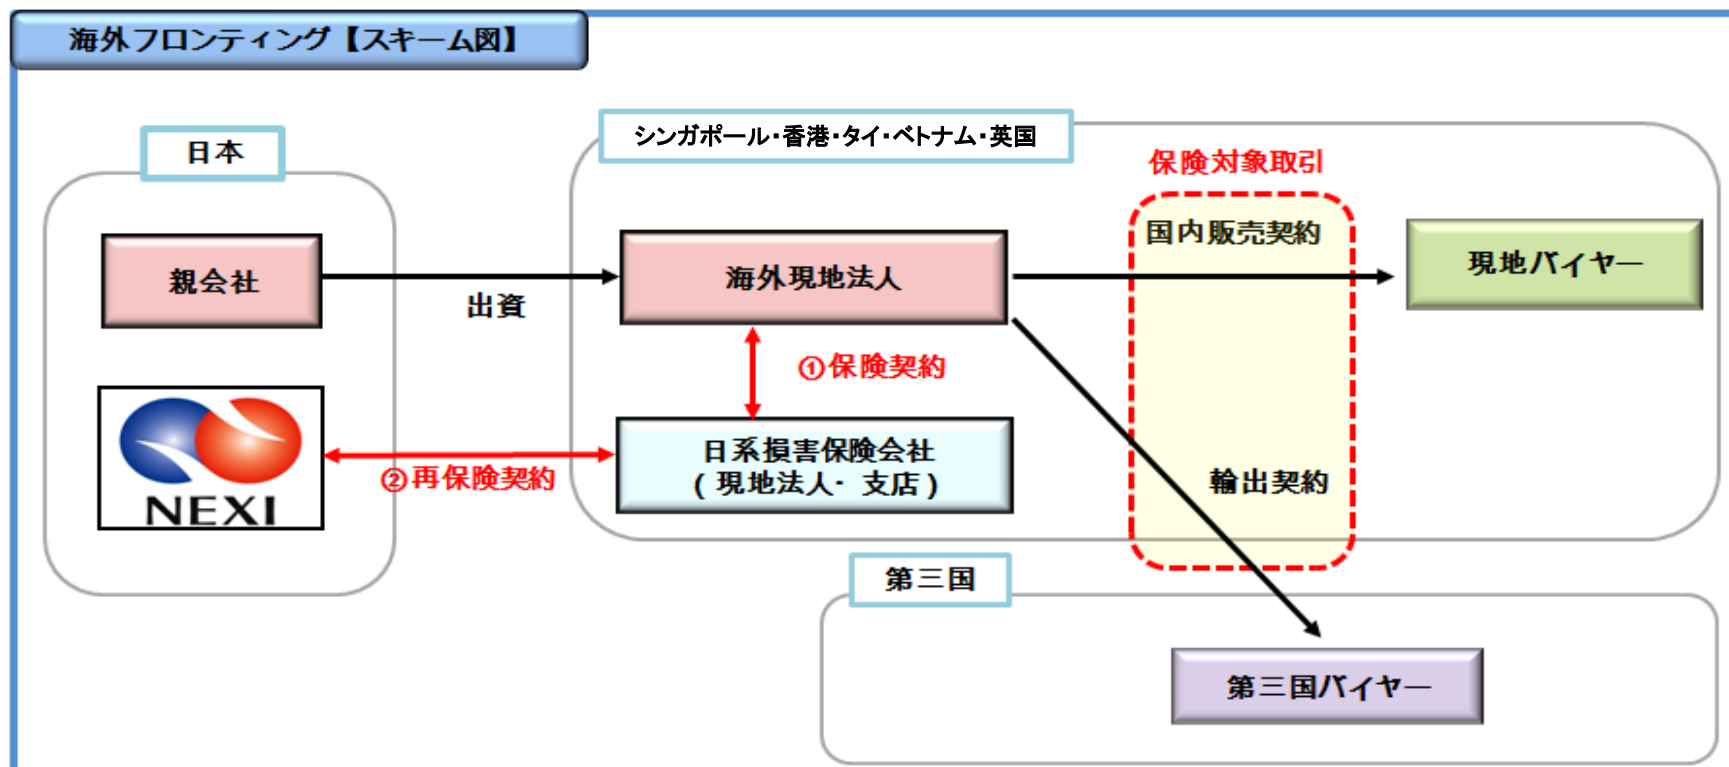 海外フロンティング【スキーム図】
日本
シンガポール・香港・タイ・ベトナム・英国
保険対象取引
国内販売契約
親会社
出資
海外現地法人
現地バイヤー
①保険契約
NEXI
②再保険契約
日系損害保険会社
(現地法人・支店)
輸出契約
第三国
第三国バイヤー